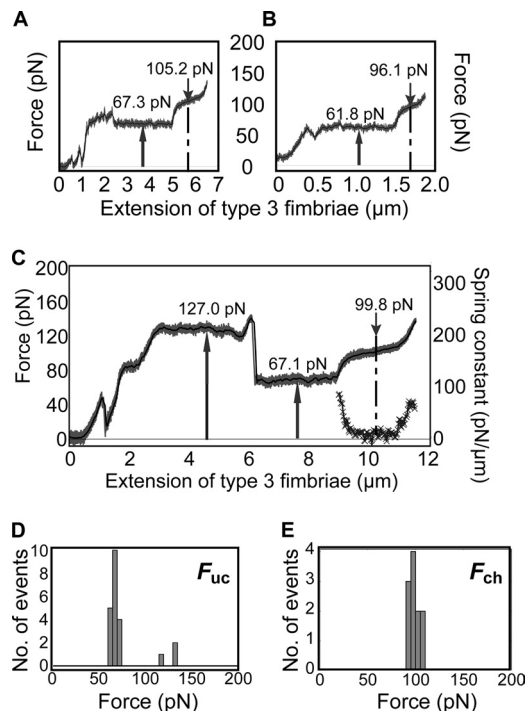 A
B
Force (pN)
200
150
100
50
0
Force (pN)
105.2 pN
67.3 pN
96.1 pN
61.8 pN
0 1 2 3 4 5 6 7
0 0.5 1.0 1.5 2.0
Extension of type 3 fimbriae (µm)
Extension of type 3 fimbriae (µm)
C
Force (pN)
200
160
120
80
40
0
Spring constant (pN/µm)
300
200
100
0
127.0 pN
99.8 pN
67.1 pN
0 2 4 6 8 10 12
Extension of type 3 fimbriae (µm)
D
No. of events
10
8
6
4
2
0
Fuc
0 50 100 150 200
Force (pN)
E
No. of events
4
3
2
1
0
Fch
0 50 100 150 200
Force (pN)